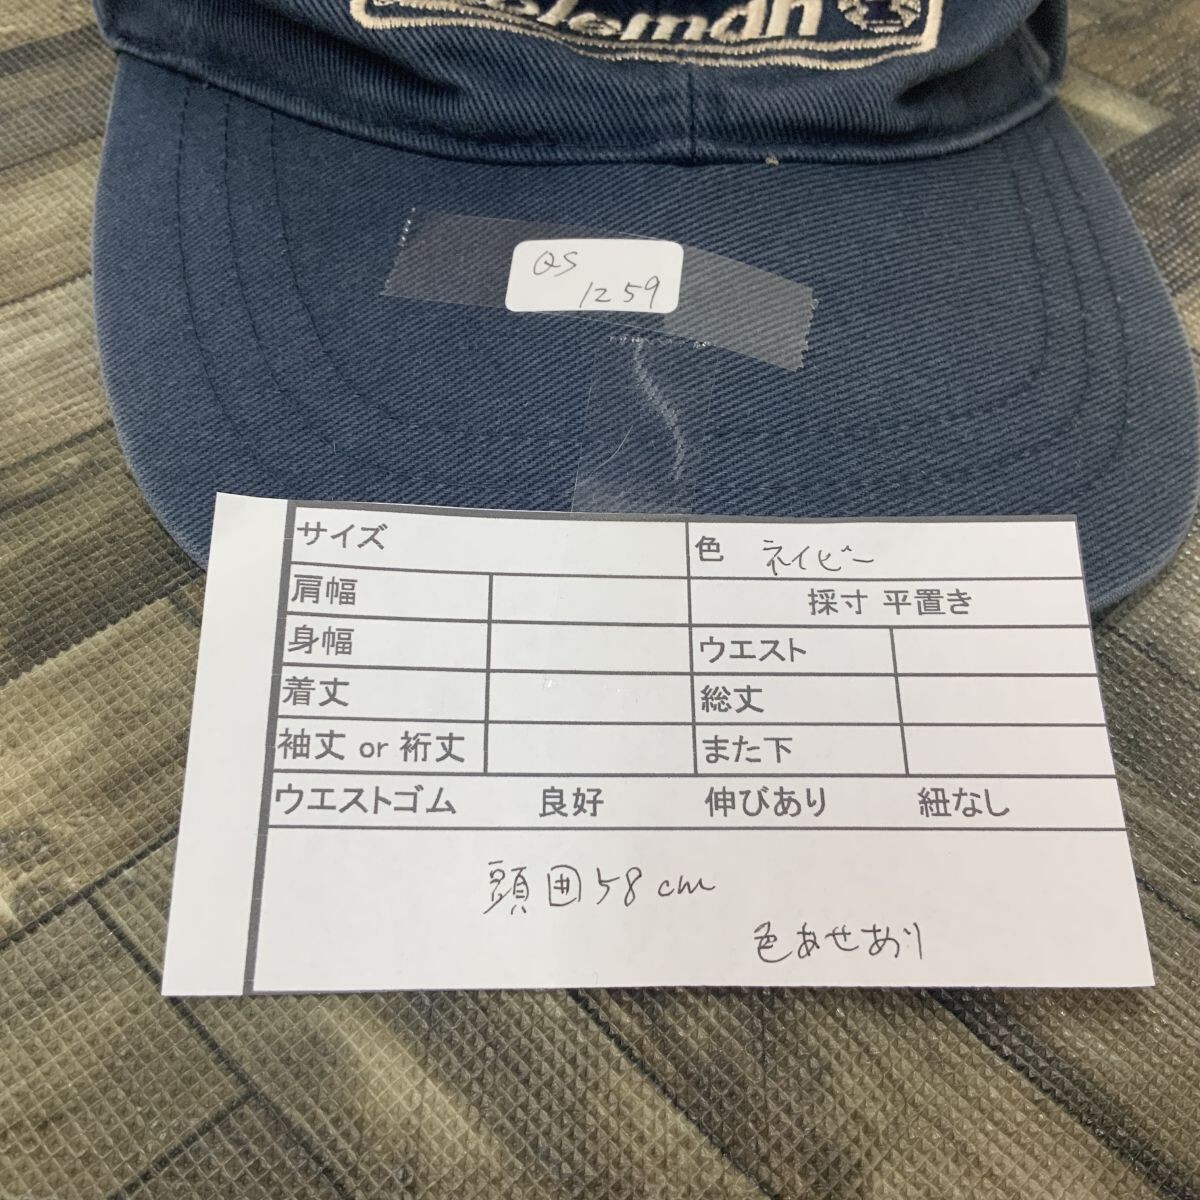 Coleman
QS
1259
サイズ
色 ネイビー
肩幅
採寸 平置き
身幅
ウエスト
着丈
総丈
袖丈 or 裄丈
また下
ウエストゴム 良好 伸びあり 紐なし
頭囲58cm
色あせあり